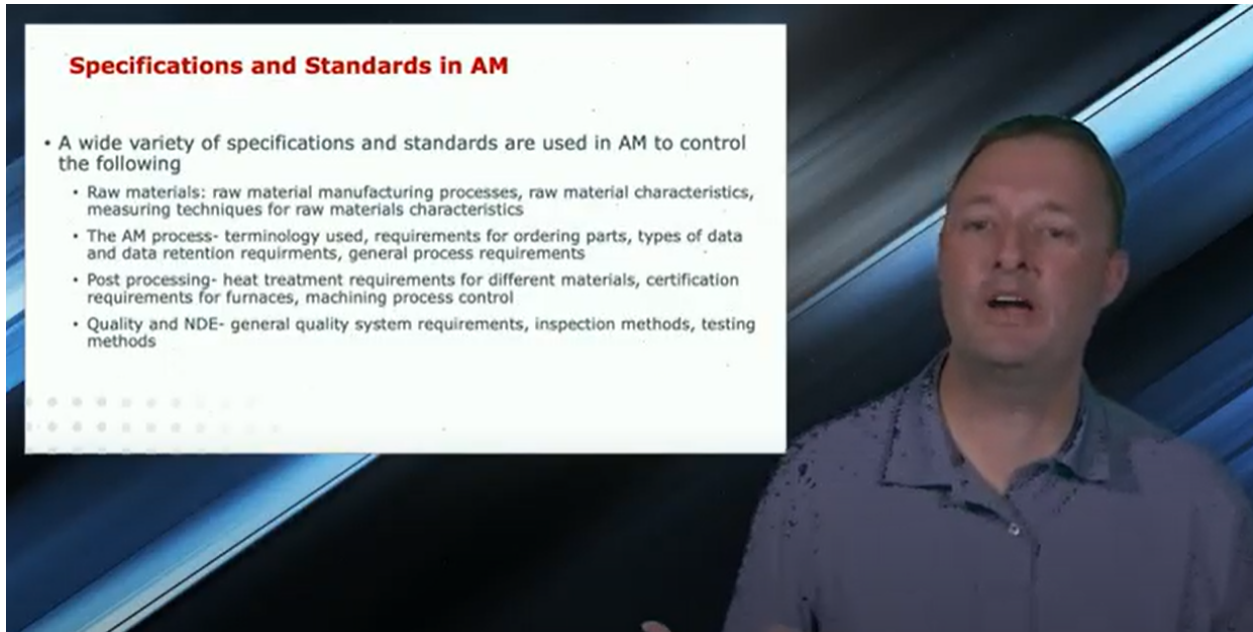 Specifications and Standards in AM
• A wide variety of specifications and standards are used in AM to control
the following
• Raw materials: raw material manufacturing processes, raw material characteristics,
measuring techniques for raw materials characteristics
• The AM process- terminology used, requirements for ordering parts, types of data
and data retention requirments, general process requirements
• Post processing- heat treatment requirements for different materials, certification
requirements for furnaces, machining process control
• Quality and NDE- general quality system requirements, inspection methods, testing
methods